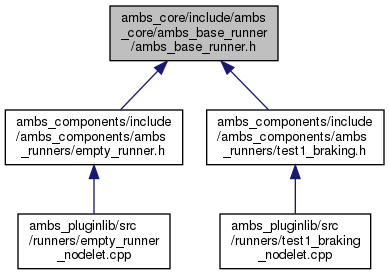 ambs_core/include/ambs
_core/ambs_base_runner
/ambs_base_runner.h
ambs_components/include
/ambs_components/ambs
_runners/empty_runner.h
ambs_components/include
/ambs_components/ambs
_runners/test1_braking.h
ambs_pluginlib/src
/runners/empty_runner
_nodelet.cpp
ambs_pluginlib/src
/runners/test1_braking
_nodelet.cpp